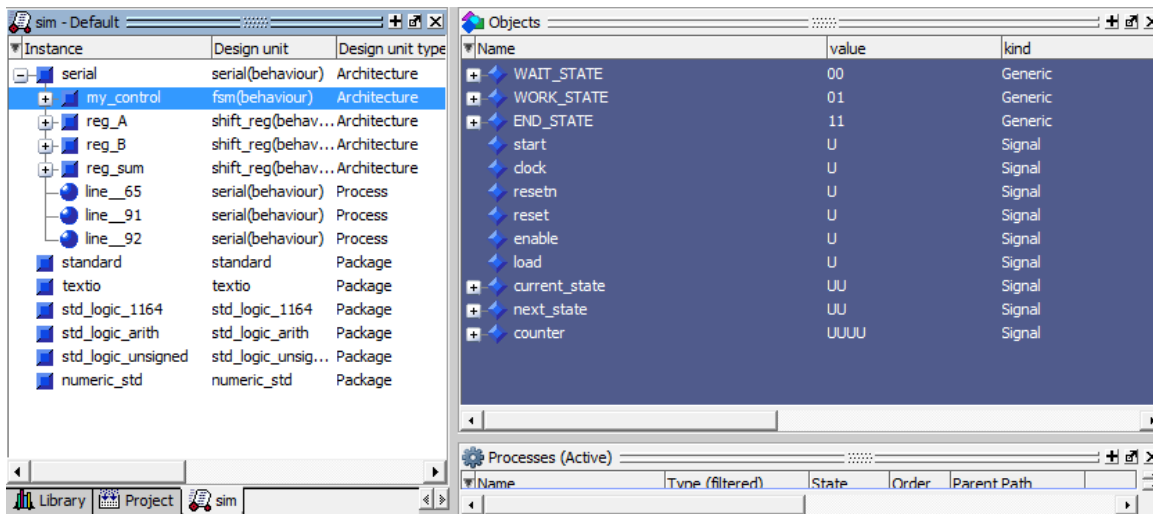 sim - Default
Instance Design unit Design unit type
serial serial(behaviour) Architecture
my_control fsm(behaviour) Architecture
reg_A shift_reg(behav... Architecture
reg_B shift_reg(behav... Architecture
reg_sum shift_reg(behav... Architecture
line__65 serial(behaviour) Process
line__91 serial(behaviour) Process
line__92 serial(behaviour) Process
standard standard Package
textio textio Package
std_logic_1164 std_logic_1164 Package
std_logic_arith std_logic_arith Package
std_logic_unsigned std_logic_unsig... Package
numeric_std numeric_std Package
Library Project sim
Objects
Name value kind
WAIT_STATE 00 Generic
WORK_STATE 01 Generic
END_STATE 11 Generic
start U Signal
clock U Signal
resetn U Signal
reset U Signal
enable U Signal
load U Signal
current_state UU Signal
next_state UU Signal
counter UUUU Signal
Processes (Active)
Name Type (filtered) State Order Parent Path